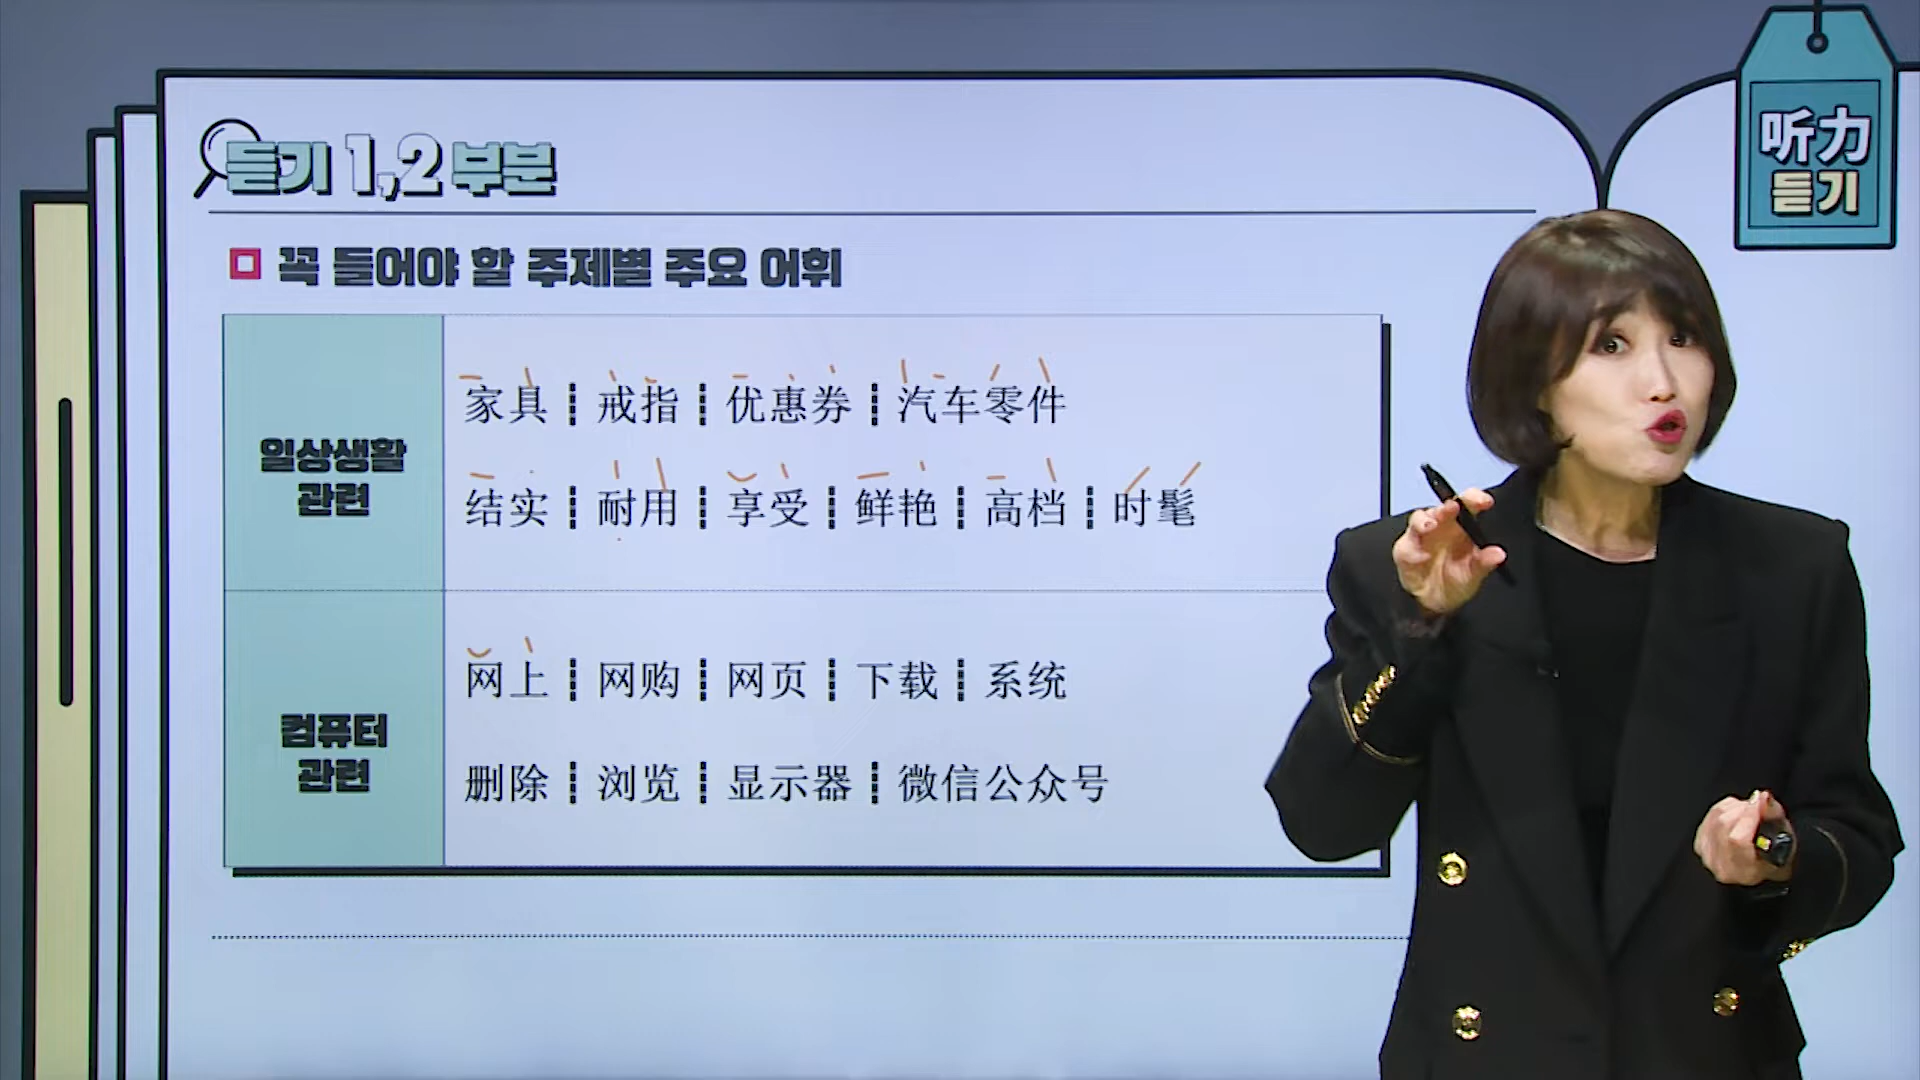 听力
듣기
듣기 1,2 부분
꼭 들어야 할 주제별 주요 어휘
일상생활
관련
家具 ┇ 戒指 ┇ 优惠券 ┇ 汽车零件
结实 ┇ 耐用 ┇ 享受 ┇ 鲜艳 ┇ 高档 ┇ 时髦
컴퓨터
관련
网上 ┇ 网购 ┇ 网页 ┇ 下载 ┇ 系统
删除 ┇ 浏览 ┇ 显示器 ┇ 微信公众号